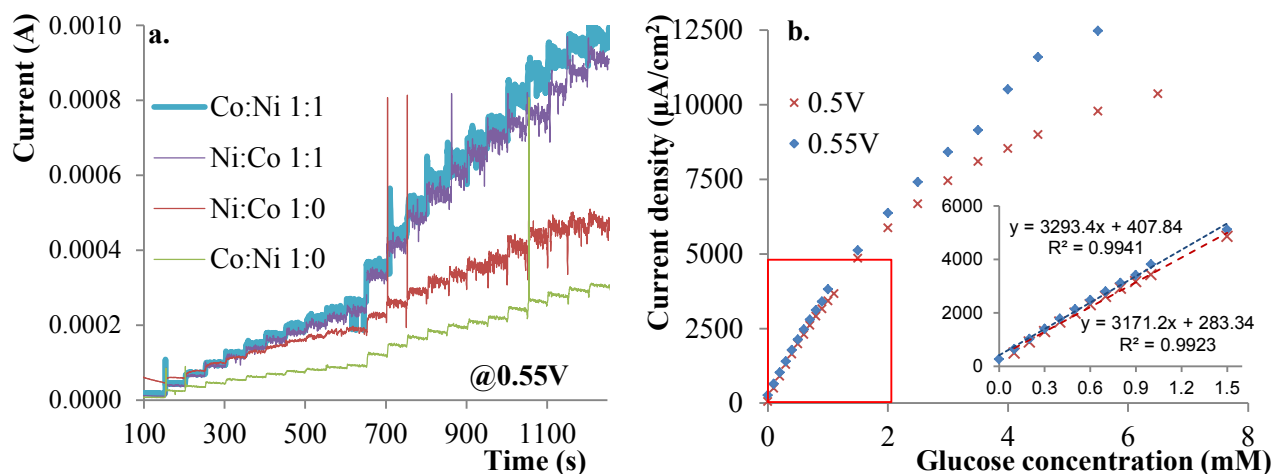 a.
Current (A)
0.0010
0.0008
0.0006
0.0004
0.0002
0.0000
Co:Ni 1:1
Ni:Co 1:1
Ni:Co 1:0
Co:Ni 1:0
@0.55V
100 300 500 700 900 1100
Time (s)
b.
Current density (µA/cm²)
12500
10000
7500
5000
2500
0
0.5V
0.55V
6000
4000
2000
0
y = 3293.4x + 407.84
R² = 0.9941
y = 3171.2x + 283.34
R² = 0.9923
0.0 0.3 0.6 0.9 1.2 1.5
0 2 4 6 8
Glucose concentration (mM)